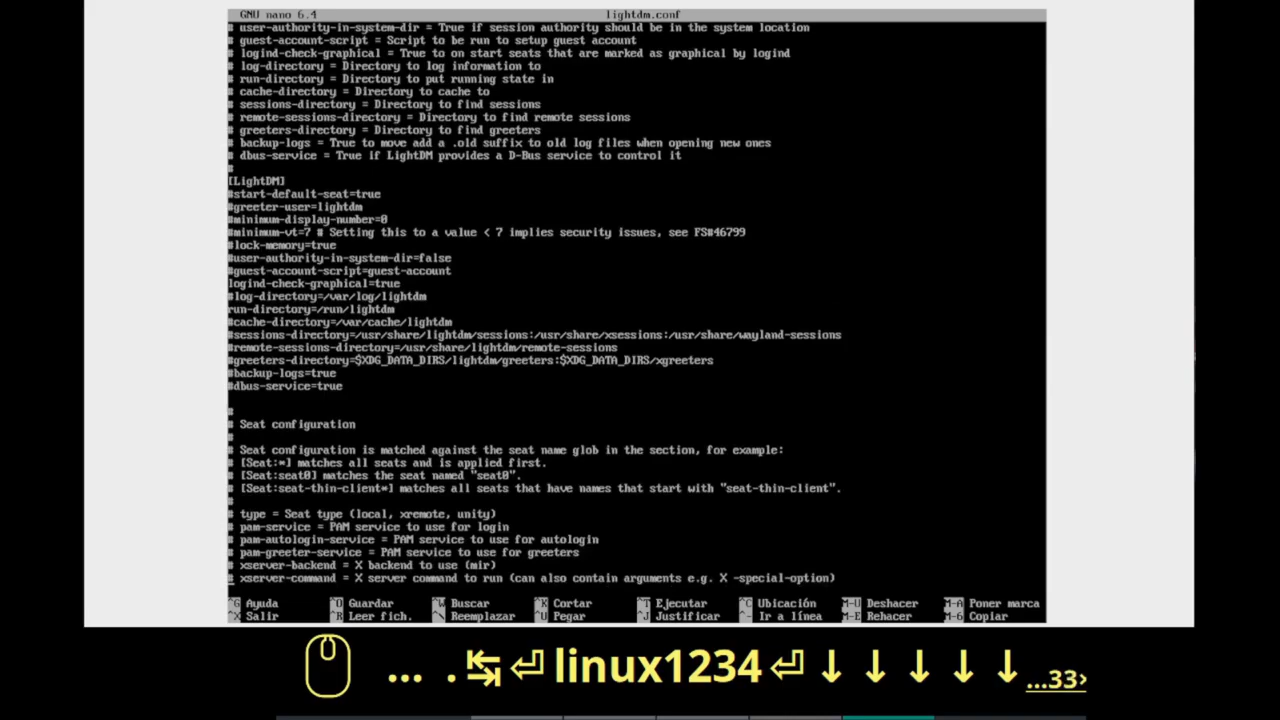 GNU nano 6.4 lightdm.conf
# user-authority-in-system-dir = True if session authority should be in the system location
# guest-account-script = Script to be run to setup guest account
# logind-check-graphical = True to on start seats that are marked as graphical by logind
# log-directory = Directory to log information to
# run-directory = Directory to put running state in
# cache-directory = Directory to cache to
# sessions-directory = Directory to find sessions
# remote-sessions-directory = Directory to find remote sessions
# greeters-directory = Directory to find greeters
# backup-logs = True to move add a .old suffix to old log files when opening new ones
# dbus-service = True if LightDM provides a D-Bus service to control it
#
[LightDM]
#start-default-seat=true
#greeter-user=lightdm
#minimum-display-number=0
#minimum-vt=7 # Setting this to a value < 7 implies security issues, see FS#46799
#lock-memory=true
#user-authority-in-system-dir=false
#guest-account-script=guest-account
logind-check-graphical=true
#log-directory=/var/log/lightdm
run-directory=/run/lightdm
#cache-directory=/var/cache/lightdm
#sessions-directory=/usr/share/lightdm/sessions:/usr/share/xsessions:/usr/share/wayland-sessions
#remote-sessions-directory=/usr/share/lightdm/remote-sessions
#greeters-directory=$XDG_DATA_DIRS/lightdm/greeters:$XDG_DATA_DIRS/xgreeters
#backup-logs=true
#dbus-service=true
#
# Seat configuration
#
# Seat configuration is matched against the seat name glob in the section, for example:
# [Seat:*] matches all seats and is applied first.
# [Seat:seat0] matches the seat named "seat0".
# [Seat:seat-thin-client*] matches all seats that have names that start with "seat-thin-client".
#
# type = Seat type (local, xremote, unity)
# pam-service = PAM service to use for login
# pam-autologin-service = PAM service to use for autologin
# pam-greeter-service = PAM service to use for greeters
# xserver-backend = X backend to use (mir)
# xserver-command = X server command to run (can also contain arguments e.g. X -special-option)
^G Ayuda ^O Guardar ^W Buscar ^K Cortar ^T Ejecutar ^C Ubicación M-U Deshacer M-A Poner marca
^X Salir ^R Leer fich. ^\ Reemplazar ^U Pegar ^J Justificar ^- Ir a línea M-E Rehacer M-6 Copiar
... . ↹ ⏎ linux1234 ⏎ ↓ ↓ ↓ ↓ ↓ ...33›